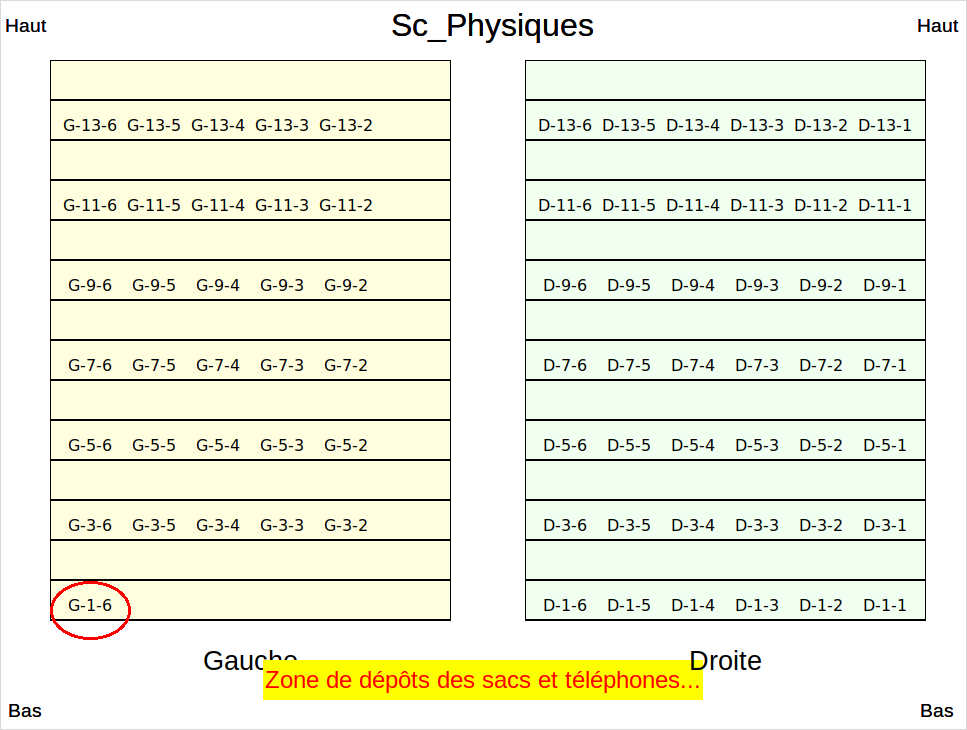 Sc_Physiques
Haut
Haut
G-13-6 G-13-5 G-13-4 G-13-3 G-13-2
D-13-6 D-13-5 D-13-4 D-13-3 D-13-2 D-13-1
G-11-6 G-11-5 G-11-4 G-11-3 G-11-2
D-11-6 D-11-5 D-11-4 D-11-3 D-11-2 D-11-1
G-9-6 G-9-5 G-9-4 G-9-3 G-9-2
D-9-6 D-9-5 D-9-4 D-9-3 D-9-2 D-9-1
G-7-6 G-7-5 G-7-4 G-7-3 G-7-2
D-7-6 D-7-5 D-7-4 D-7-3 D-7-2 D-7-1
G-5-6 G-5-5 G-5-4 G-5-3 G-5-2
D-5-6 D-5-5 D-5-4 D-5-3 D-5-2 D-5-1
G-3-6 G-3-5 G-3-4 G-3-3 G-3-2
D-3-6 D-3-5 D-3-4 D-3-3 D-3-2 D-3-1
G-1-6
D-1-6 D-1-5 D-1-4 D-1-3 D-1-2 D-1-1
Gauche
Droite
Zone de dépôts des sacs et téléphones...
Bas
Bas